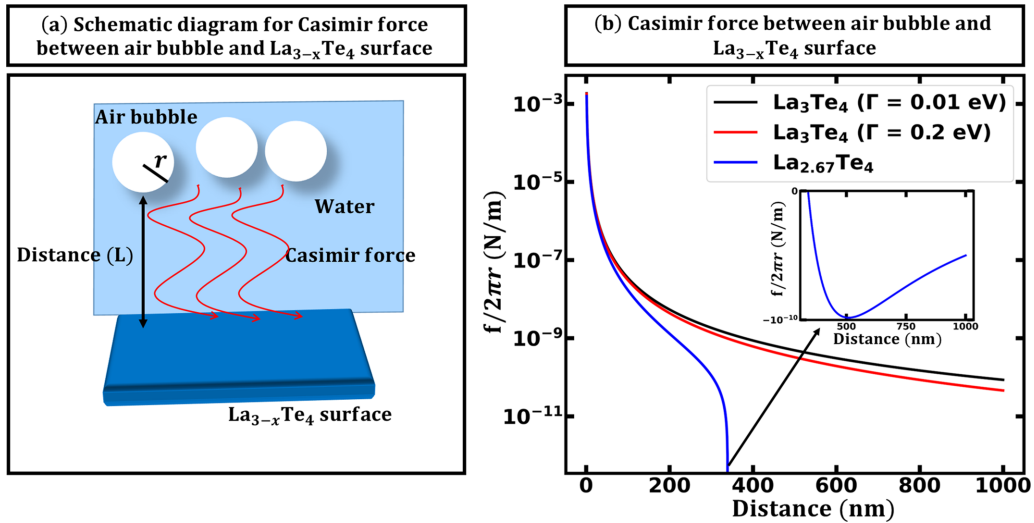 (a) Schematic diagram for Casimir force
between air bubble and La₃₋ₓTe₄ surface
Air bubble
r
Water
Distance (L)
Casimir force
La₃₋ₓTe₄ surface
(b) Casimir force between air bubble and
La₃₋ₓTe₄ surface
10⁻³
10⁻⁵
10⁻⁷
10⁻⁹
10⁻¹¹
f/2πr (N/m)
La₃Te₄ (Γ = 0.01 eV)
La₃Te₄ (Γ = 0.2 eV)
La₂.₆₇Te₄
0
−10⁻¹⁰
f/2πr (N/m)
500 750 1000
Distance (nm)
0 200 400 600 800 1000
Distance (nm)